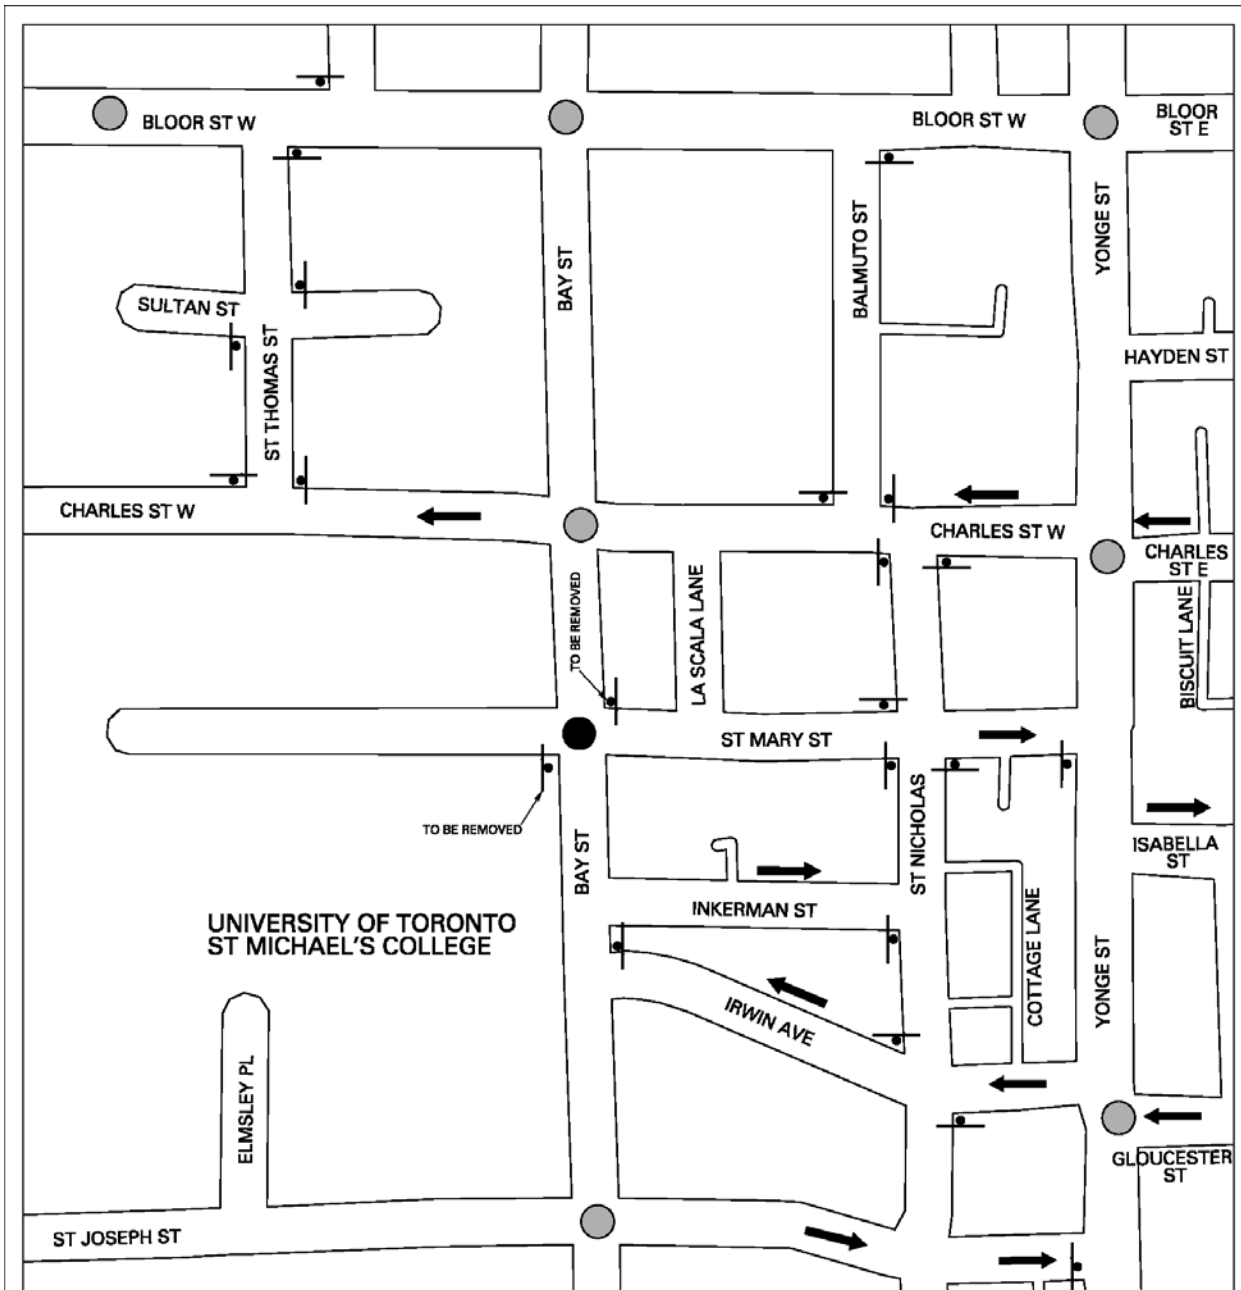 BLOOR ST W
BLOOR ST W
BLOOR
ST E
YONGE ST
BAY ST
BALMUTO ST
SULTAN ST
ST THOMAS ST
HAYDEN ST
CHARLES ST W
CHARLES ST W
CHARLES
ST E
TO BE REMOVED
LA SCALA LANE
BISCUIT LANE
ST MARY ST
TO BE REMOVED
BAY ST
ST NICHOLAS
ISABELLA
ST
INKERMAN ST
UNIVERSITY OF TORONTO
ST MICHAEL'S COLLEGE
COTTAGE LANE
YONGE ST
IRWIN AVE
ELMSLEY PL
GLOUCESTER
ST
ST JOSEPH ST